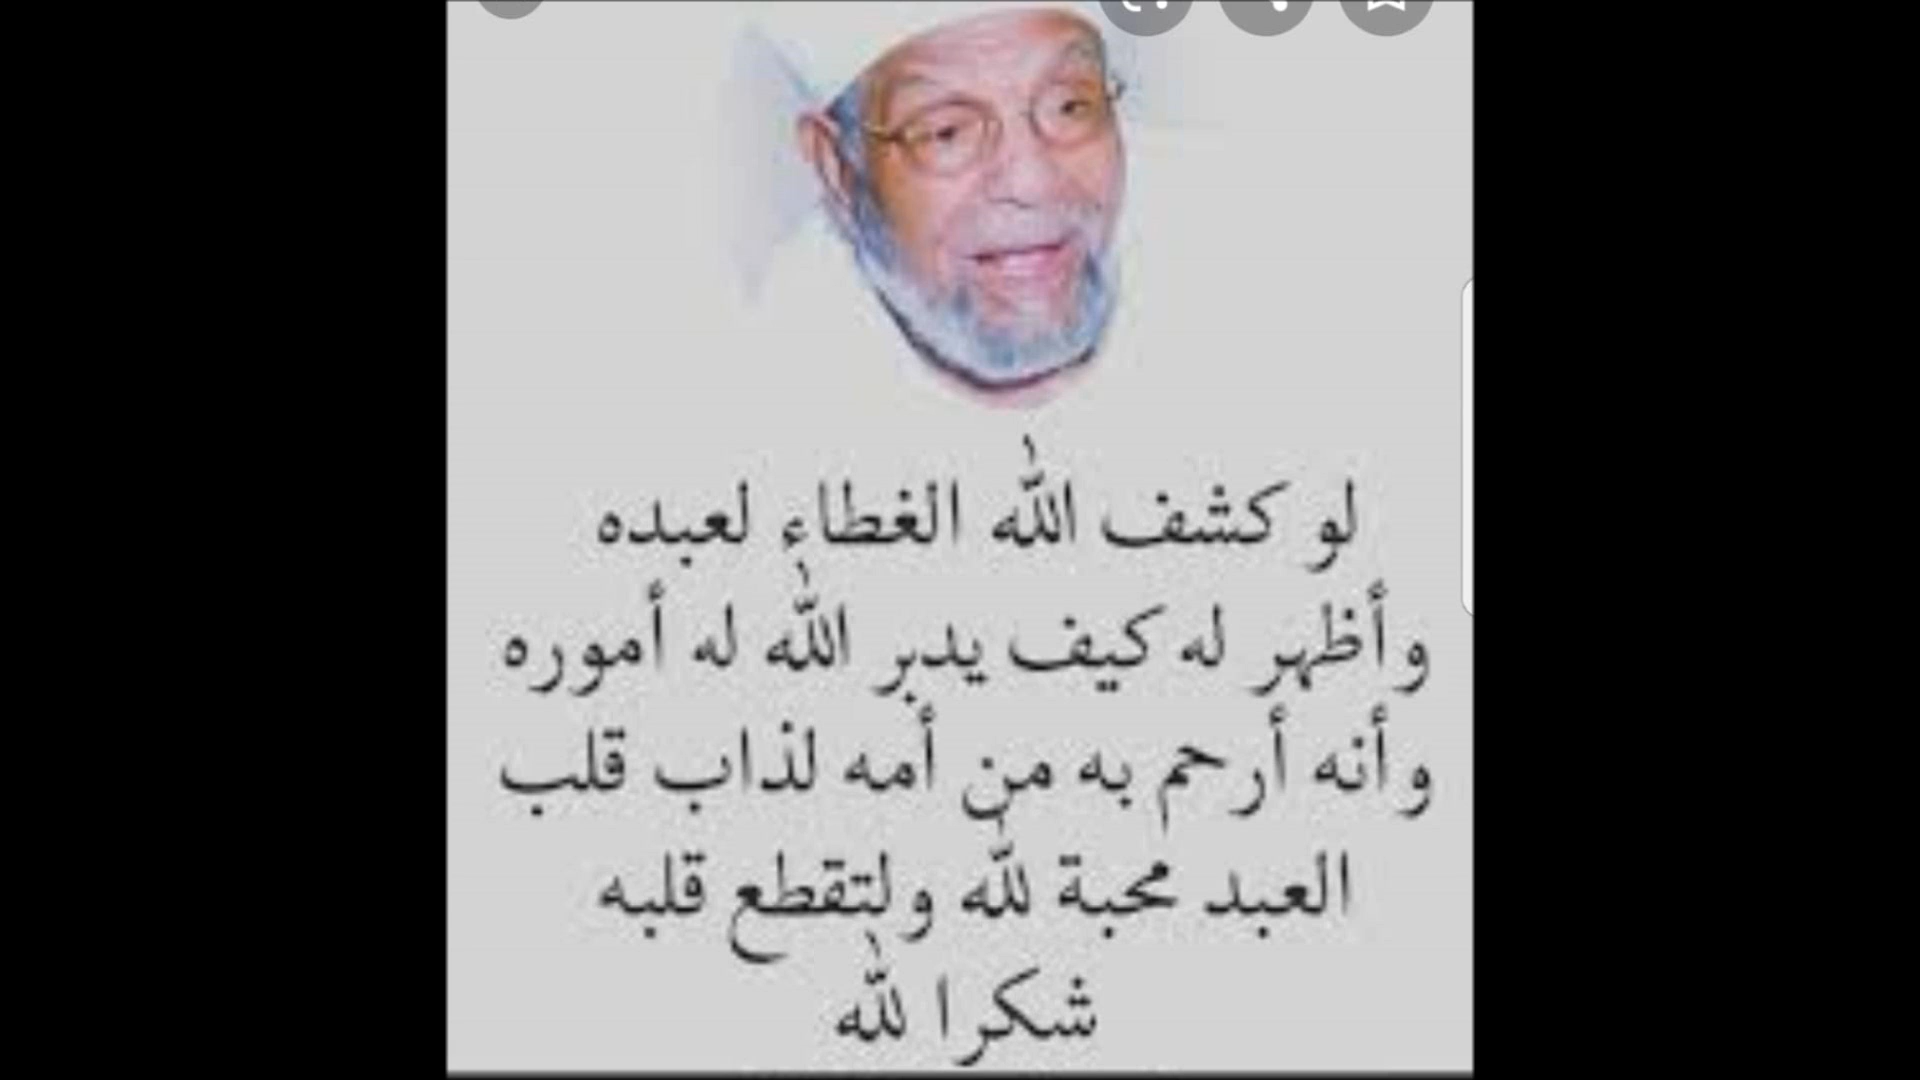 لو كشف الله الغطاء لعبده
وأظهر له كيف يدبر الله له أموره
وأنه أرحم به من أمه لذاب قلب
العبد محبة لله ولتقطع قلبه
شكرا لله